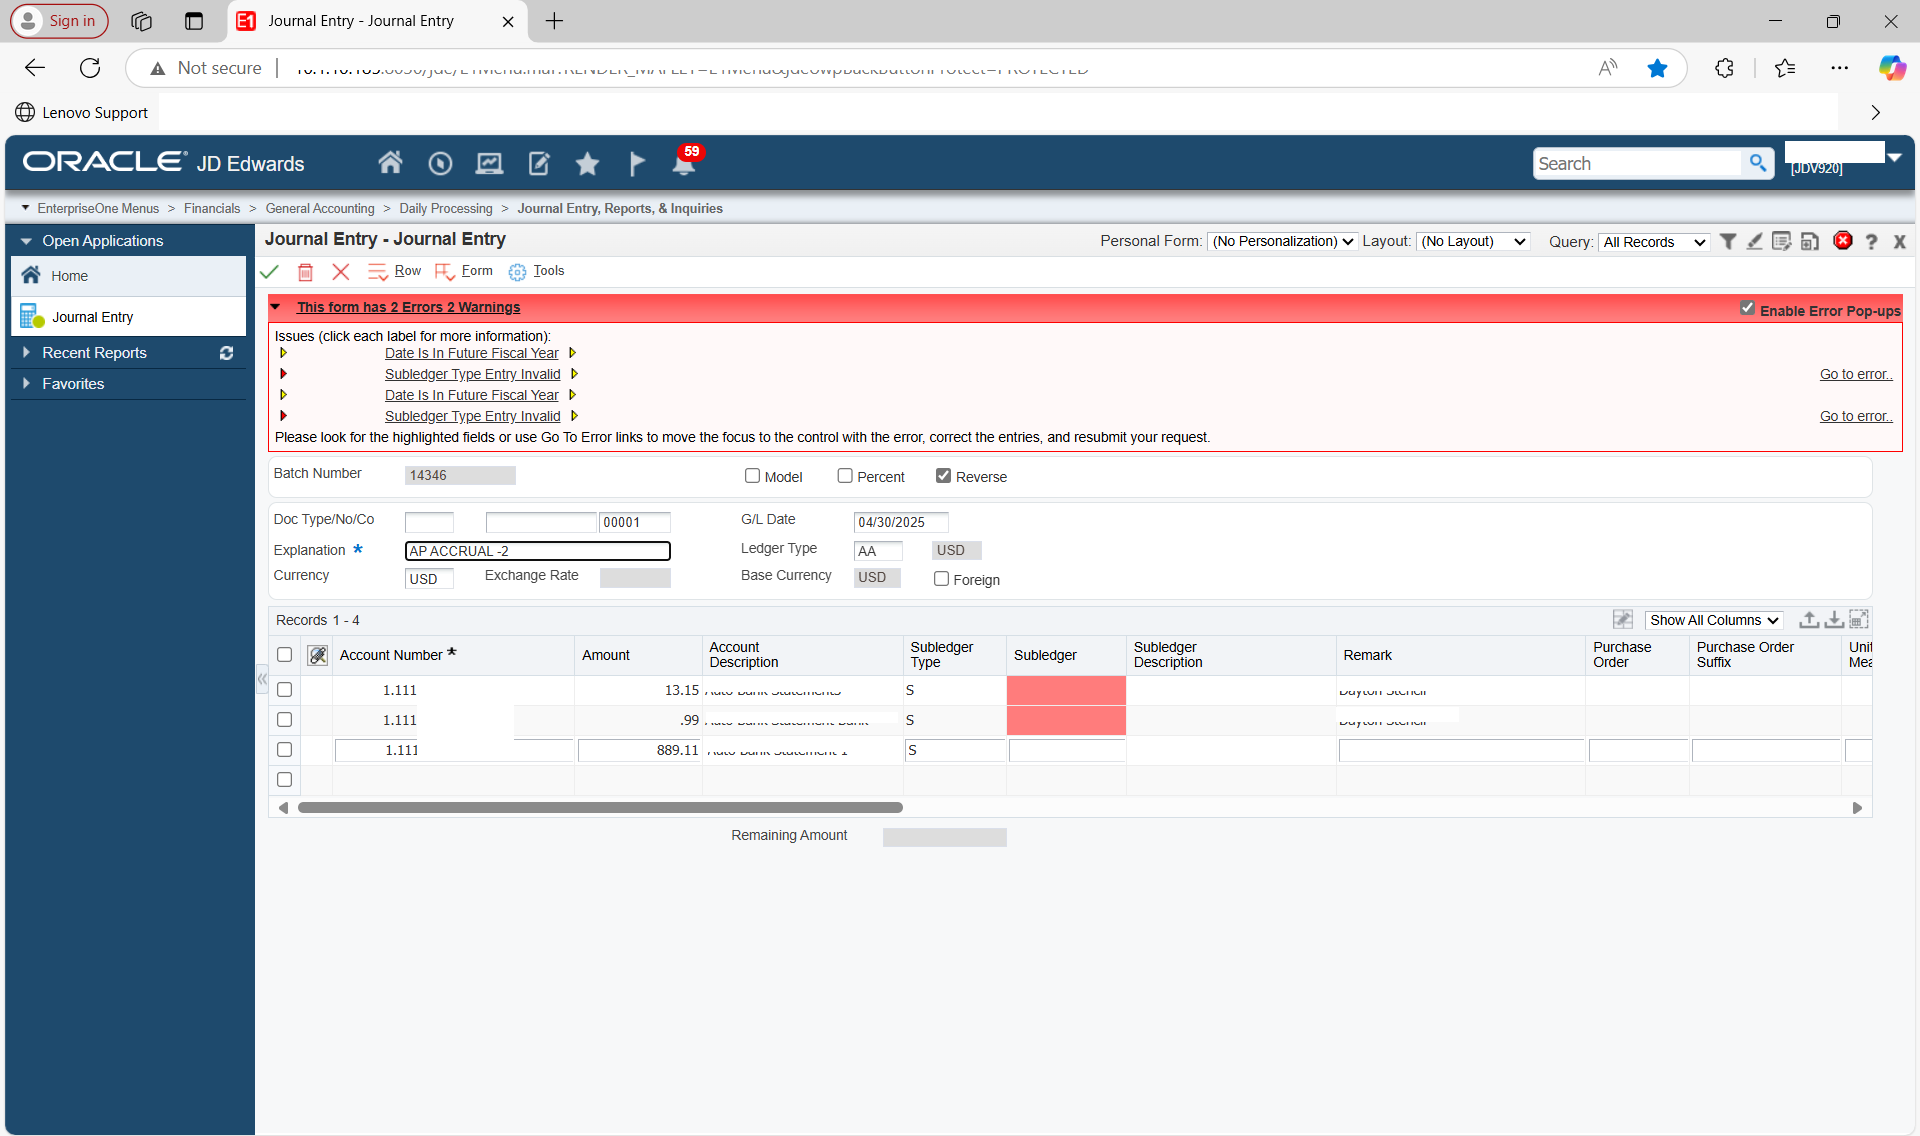 Sign in
Journal Entry - Journal Entry
Not secure
Lenovo Support
ORACLE JD Edwards
59
Search
[JDV920]
EnterpriseOne Menus > Financials > General Accounting > Daily Processing > Journal Entry, Reports, & Inquiries
Open Applications
Home
Journal Entry
Recent Reports
Favorites
Journal Entry - Journal Entry
Personal Form: (No Personalization) Layout: (No Layout) Query: All Records
Row Form Tools
This form has 2 Errors 2 Warnings
Enable Error Pop-ups
Issues (click each label for more information):
Date Is In Future Fiscal Year
Subledger Type Entry Invalid Go to error..
Date Is In Future Fiscal Year
Subledger Type Entry Invalid Go to error..
Please look for the highlighted fields or use Go To Error links to move the focus to the control with the error, correct the entries, and resubmit your request.
Batch Number 14346 Model Percent Reverse
Doc Type/No/Co 00001 G/L Date 04/30/2025
Explanation * AP ACCRUAL -2 Ledger Type AA USD
Currency USD Exchange Rate Base Currency USD Foreign
Records 1 - 4 Show All Columns
Account Number * Amount Account Description Subledger Type Subledger Subledger Description Remark Purchase Order Purchase Order Suffix
1.111 13.15 S
1.111 .99 S
1.111 889.11 S
Remaining Amount